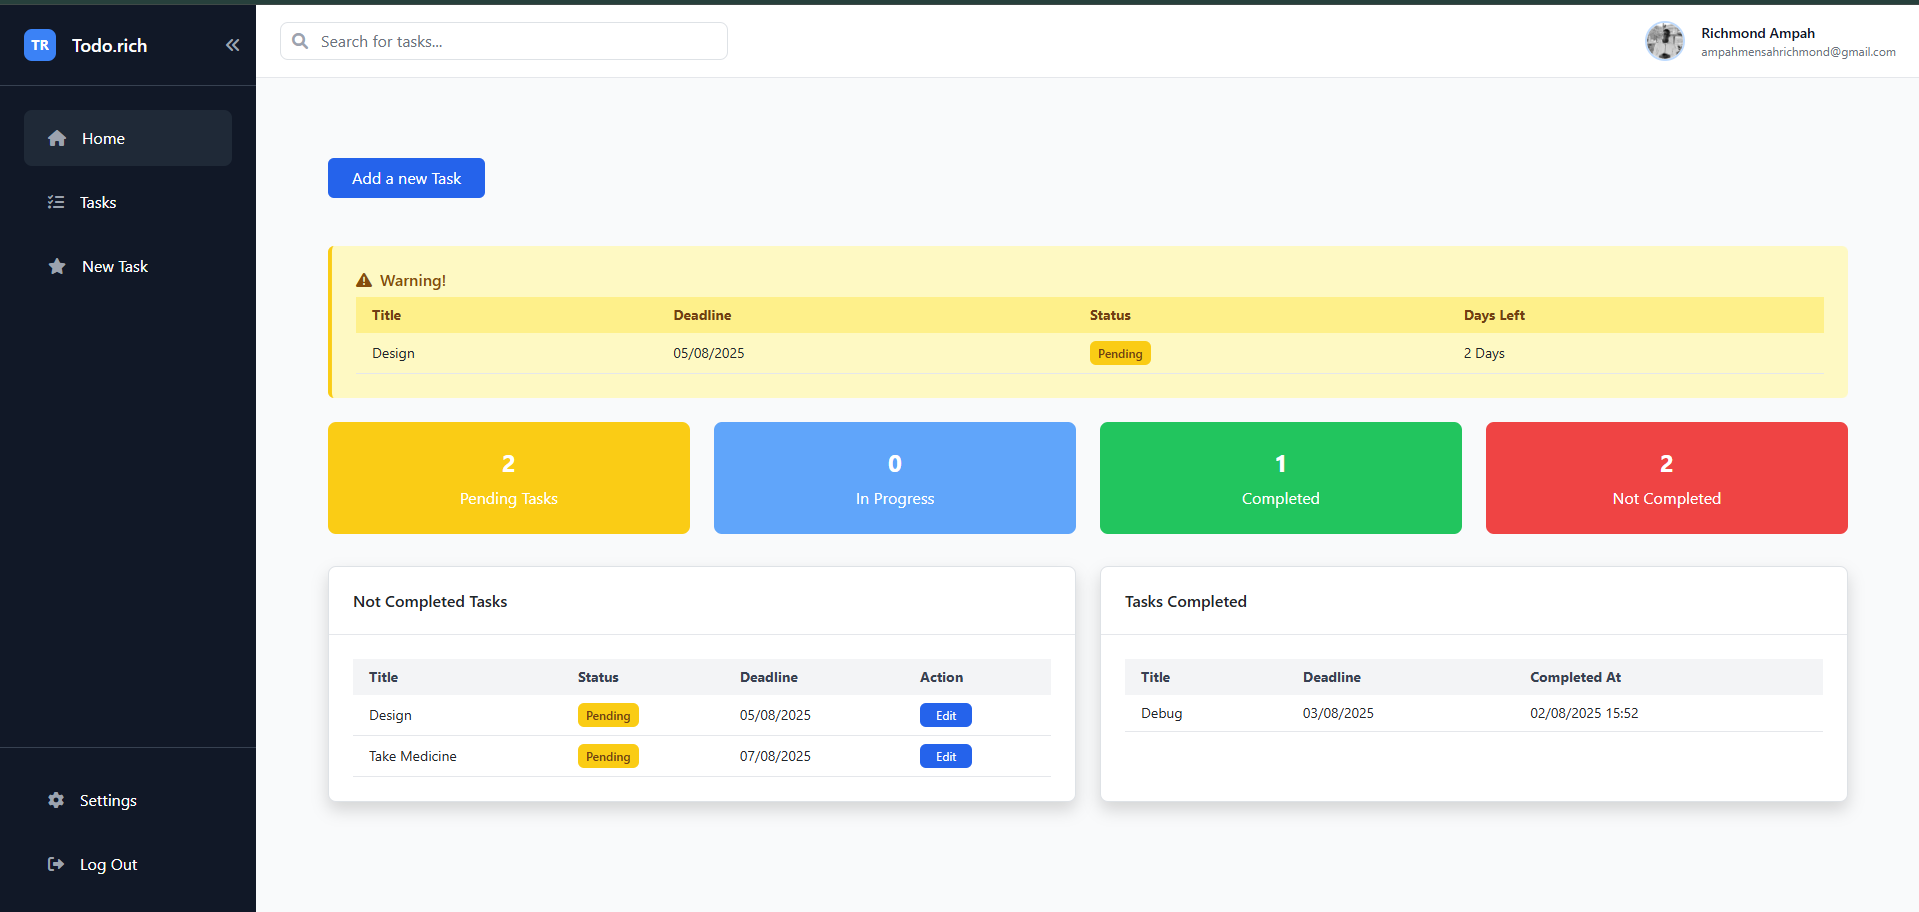 TR Todo.rich
Search for tasks...
Richmond Ampah
ampahmensahrichmond@gmail.com
Home
Tasks
New Task
Settings
Log Out
Add a new Task
Warning!
Title Deadline Status Days Left
Design 05/08/2025 Pending 2 Days
2
Pending Tasks
0
In Progress
1
Completed
2
Not Completed
Not Completed Tasks
Title Status Deadline Action
Design Pending 05/08/2025 Edit
Take Medicine Pending 07/08/2025 Edit
Tasks Completed
Title Deadline Completed At
Debug 03/08/2025 02/08/2025 15:52